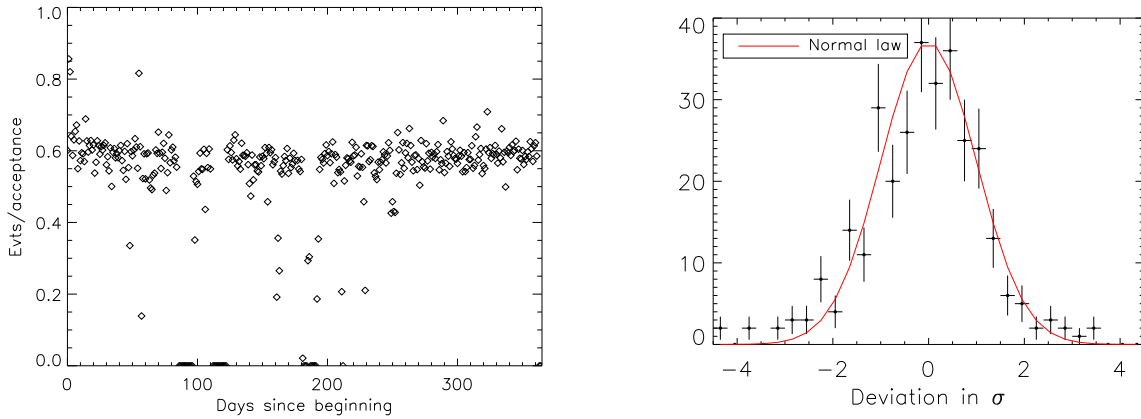 1.0
0.8
0.6
0.4
0.2
0.0
Evts/acceptance
0 100 200 300
Days since beginning
40
30
20
10
0
Normal law
−4 −2 0 2 4
Deviation in σ